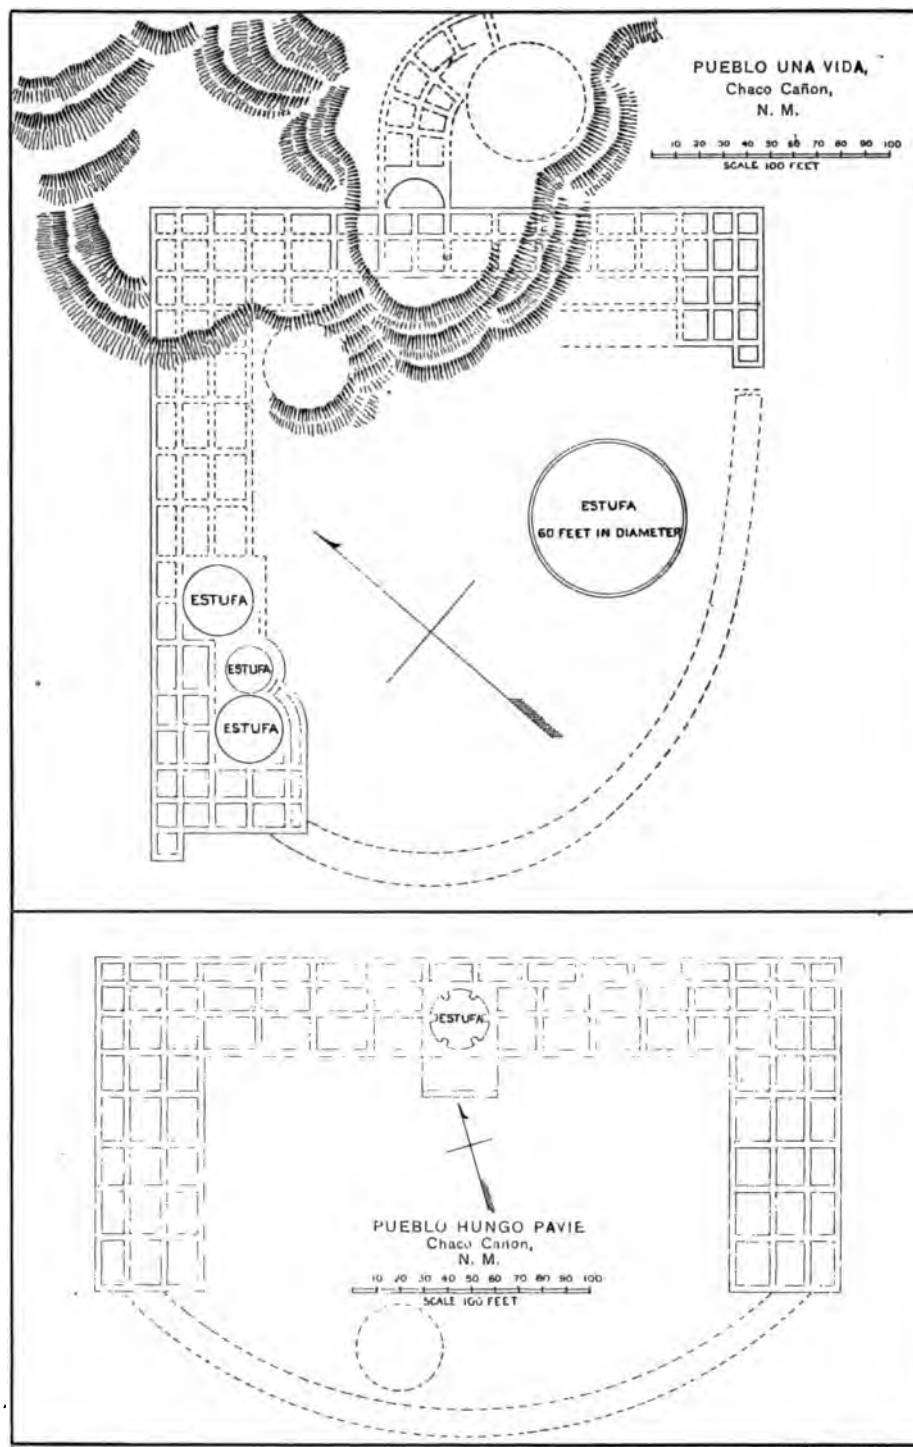 PUEBLO UNA VIDA,
Chaco Cañon,
N. M.
10 20 30 40 50 60 70 80 90 100
SCALE 100 FEET
ESTUFA
60 FEET IN DIAMETER
ESTUFA
ESTUFA
ESTUFA
ESTUFA
PUEBLO HUNGO PAVIE
Chaco Cañon,
N. M.
10 20 30 40 50 60 70 80 90 100
SCALE 100 FEET